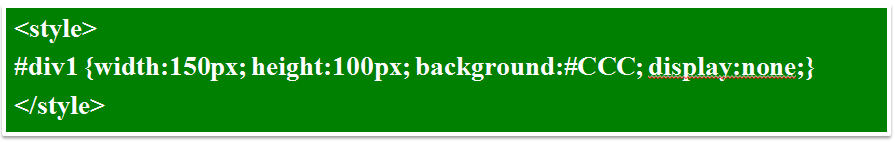 <style>
#div1 {width:150px; height:100px; background:#CCC; display:none;}
</style>